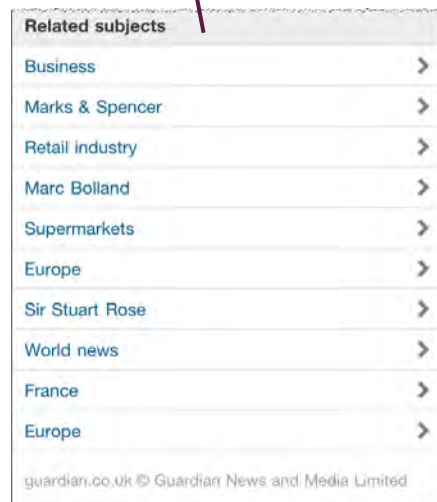 Related subjects
Business
Marks & Spencer
Retail industry
Marc Bolland
Supermarkets
Europe
Sir Stuart Rose
World news
France
Europe
guardian.co.uk © Guardian News and Media Limited